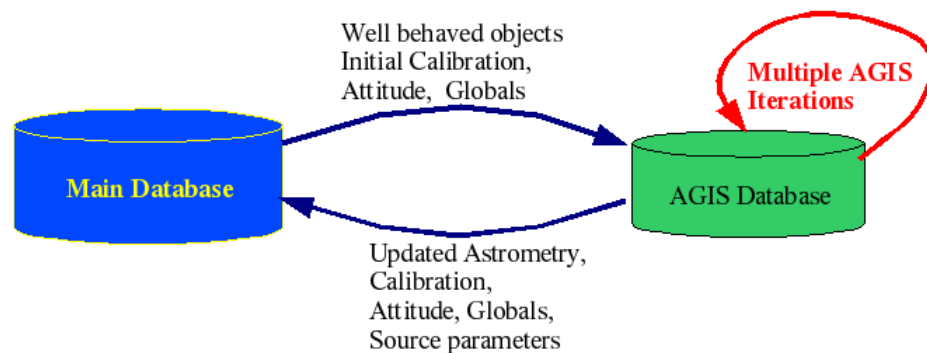 Well behaved objects
Initial Calibration,
Attitude, Globals
Multiple AGIS
Iterations
Main Database
AGIS Database
Updated Astrometry,
Calibration,
Attitude, Globals,
Source parameters